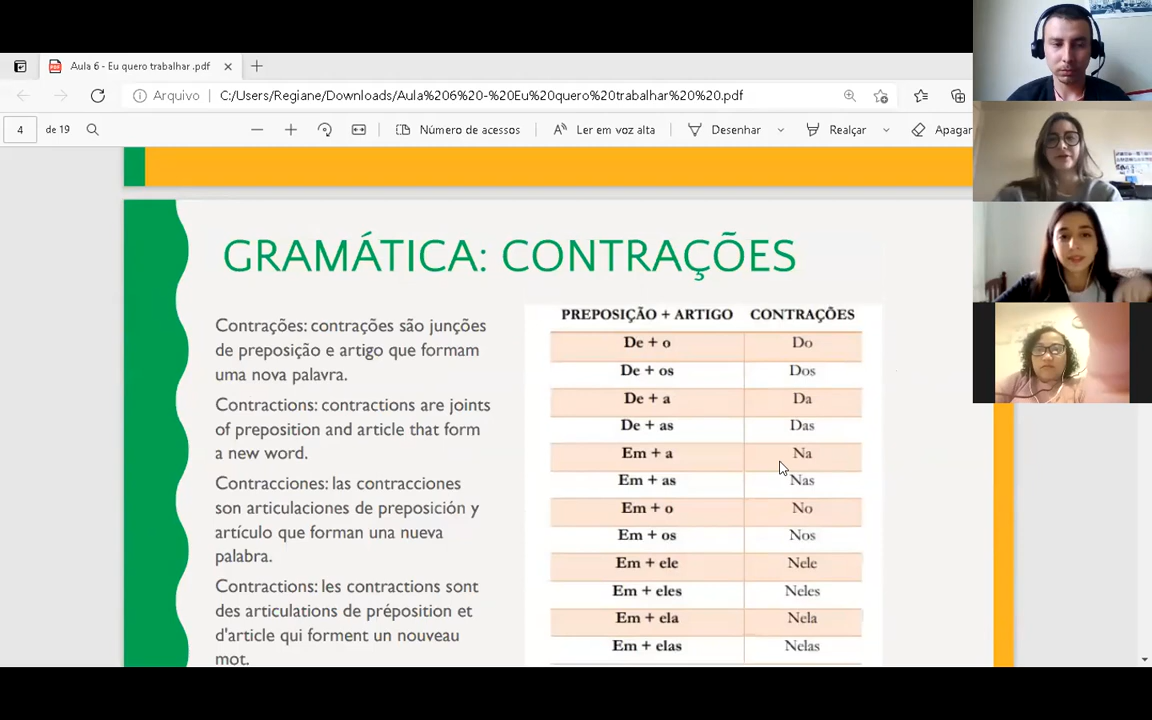 Aula 6 - Eu quero trabalhar .pdf
Arquivo C:/Users/Regiane/Downloads/Aula%206%20-%20Eu%20quero%20trabalhar%20%20.pdf
4 de 19 Número de acessos Ler em voz alta Desenhar Realçar Apagar
GRAMÁTICA: CONTRAÇÕES
Contrações: contrações são junções
de preposição e artigo que formam
uma nova palavra.
Contractions: contractions are joints
of preposition and article that form
a new word.
Contracciones: las contracciones
son articulaciones de preposición y
artículo que forman una nueva
palabra.
Contractions: les contractions sont
des articulations de préposition et
d'article qui forment un nouveau
mot.
PREPOSIÇÃO + ARTIGO CONTRAÇÕES
De + o Do
De + os Dos
De + a Da
De + as Das
Em + a Na
Em + as Nas
Em + o No
Em + os Nos
Em + ele Nele
Em + eles Neles
Em + ela Nela
Em + elas Nelas